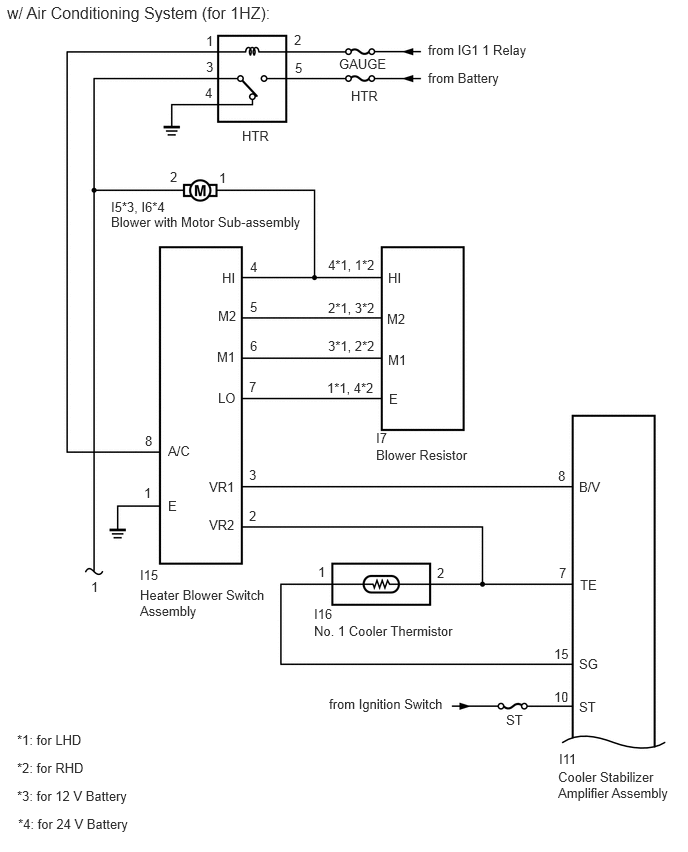 w/ Air Conditioning System (for 1HZ):
1
2
from IG1 1 Relay
GAUGE
3
5
from Battery
4
HTR
HTR
2
M
1
I5*3, I6*4
Blower with Motor Sub-assembly
HI
4
4*1, 1*2
HI
M2
5
2*1, 3*2
M2
M1
6
3*1, 2*2
M1
LO
7
1*1, 4*2
E
I7
Blower Resistor
8
A/C
VR1
3
8
B/V
1
E
VR2
2
1
I15
Heater Blower Switch
Assembly
1
2
7
TE
I16
No. 1 Cooler Thermistor
15
SG
from Ignition Switch
ST
10
ST
I11
Cooler Stabilizer
Amplifier Assembly
*1: for LHD
*2: for RHD
*3: for 12 V Battery
*4: for 24 V Battery